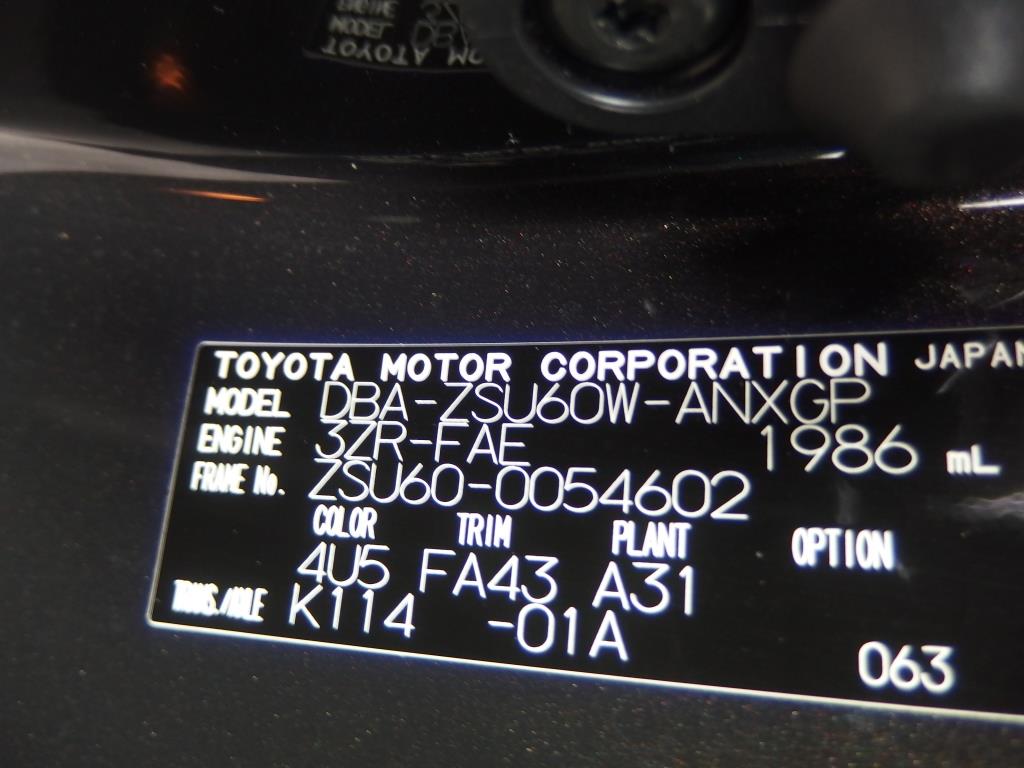 TOYOTA MOTOR CORPORATION JAPAN
MODEL DBA-ZSU60W-ANXGP
ENGINE 3ZR-FAE 1986 mL
FRAME No. ZSU60-0054602
COLOR TRIM PLANT OPTION
4U5 FA43 A31
TRANS./AXLE K114 -01A
063